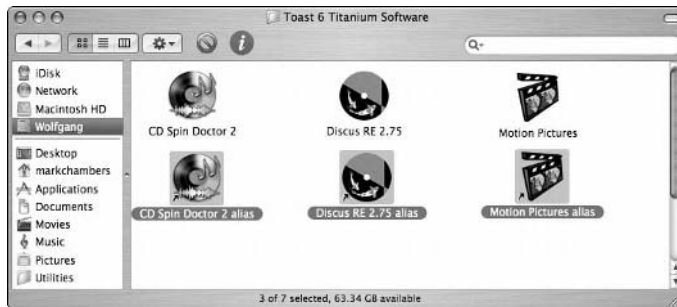 Toast 6 Titanium Software
iDisk
Network
Macintosh HD
Wolfgang
Desktop
markchambers
Applications
Documents
Movies
Music
Pictures
Utilities
CD Spin Doctor 2
Discus RE 2.75
Motion Pictures
CD Spin Doctor 2 alias
Discus RE 2.75 alias
Motion Pictures alias
3 of 7 selected, 63.34 GB available